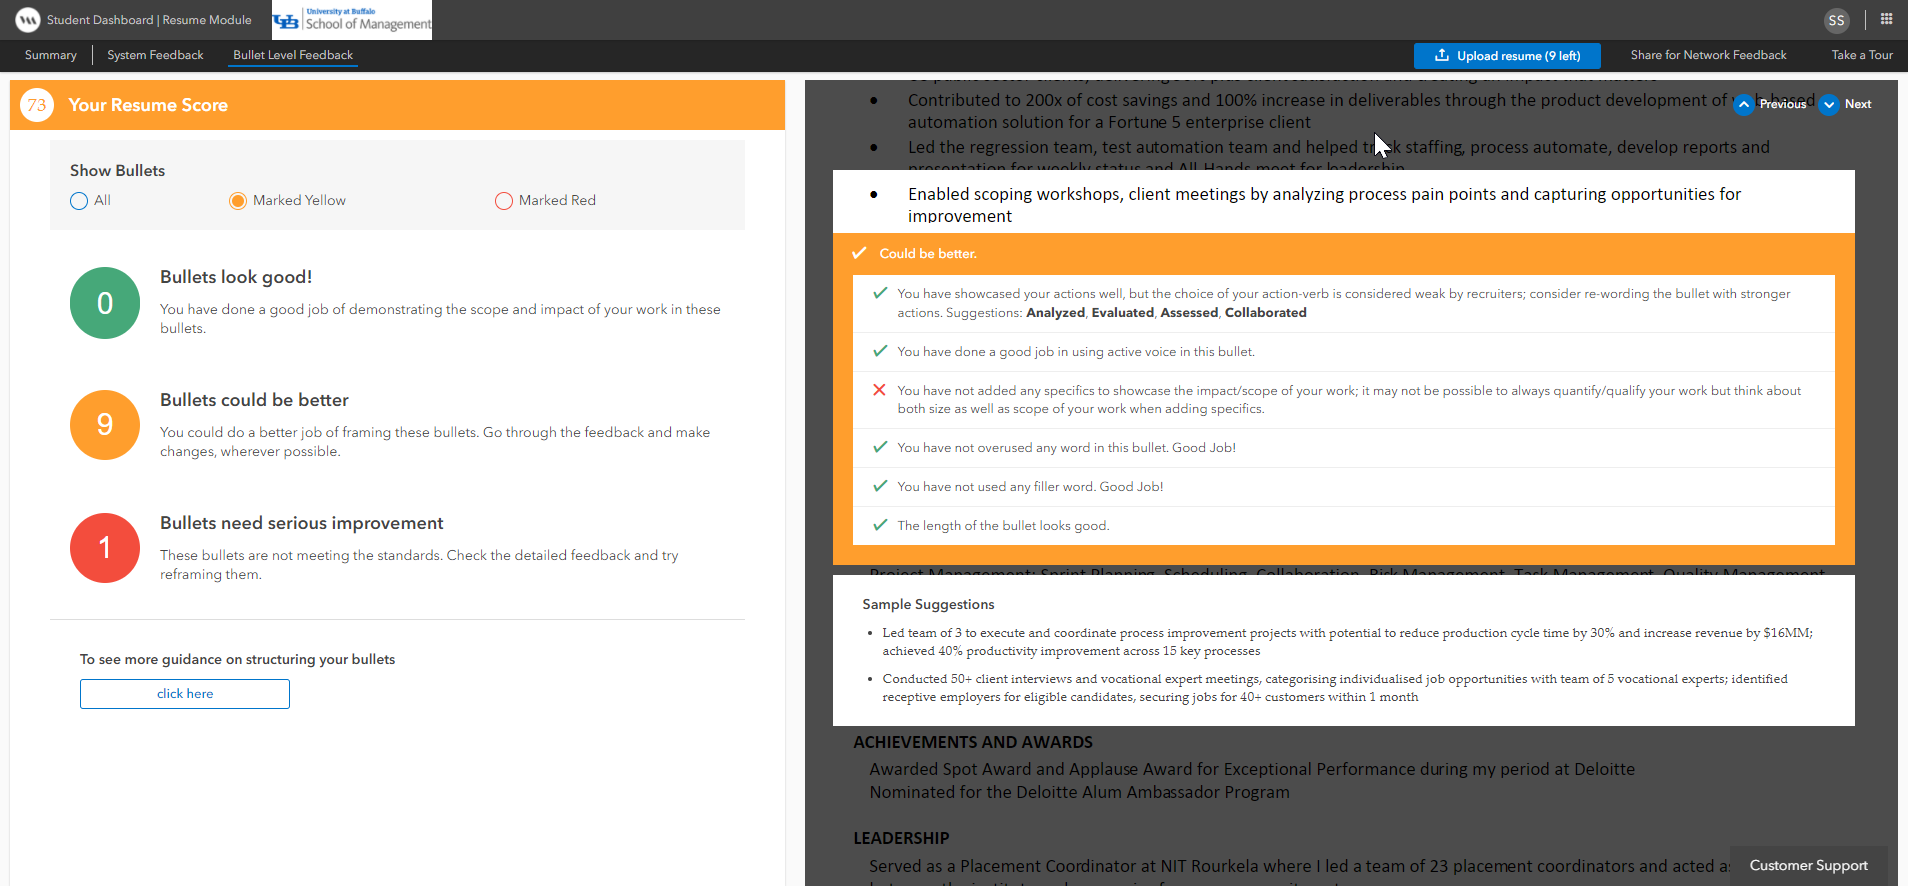 Student Dashboard | Resume Module
University at Buffalo
School of Management
SS
Summary
System Feedback
Bullet Level Feedback
Upload resume (9 left)
Share for Network Feedback
Take a Tour
73 Your Resume Score
Show Bullets
All
Marked Yellow
Marked Red
0
Bullets look good!
You have done a good job of demonstrating the scope and impact of your work in these
bullets.
9
Bullets could be better
You could do a better job of framing these bullets. Go through the feedback and make
changes, wherever possible.
1
Bullets need serious improvement
These bullets are not meeting the standards. Check the detailed feedback and try
reframing them.
To see more guidance on structuring your bullets
click here
• Contributed to 200x of cost savings and 100% increase in deliverables through the product development of
Previous
Next
automation solution for a Fortune 5 enterprise client
• Led the regression team, test automation team and helped track staffing, process automate, develop reports and
presentation for weekly status and All-Hands meet for leadership
• Enabled scoping workshops, client meetings by analyzing process pain points and capturing opportunities for
improvement
Could be better.
You have showcased your actions well, but the choice of your action-verb is considered weak by recruiters; consider re-wording the bullet with stronger
actions. Suggestions: Analyzed, Evaluated, Assessed, Collaborated
You have done a good job in using active voice in this bullet.
You have not added any specifics to showcase the impact/scope of your work; it may not be possible to always quantify/qualify your work but think about
both size as well as scope of your work when adding specifics.
You have not overused any word in this bullet. Good Job!
You have not used any filler word. Good Job!
The length of the bullet looks good.
Project Management: Sprint Planning, Scheduling, Collaboration, Risk Management, Task Management, Quality Management
Sample Suggestions
• Led team of 3 to execute and coordinate process improvement projects with potential to reduce production cycle time by 30% and increase revenue by $16MM;
achieved 40% productivity improvement across 15 key processes
• Conducted 50+ client interviews and vocational expert meetings, categorising individualised job opportunities with team of 5 vocational experts; identified
receptive employers for eligible candidates, securing jobs for 40+ customers within 1 month
ACHIEVEMENTS AND AWARDS
Awarded Spot Award and Applause Award for Exceptional Performance during my period at Deloitte
Nominated for the Deloitte Alum Ambassador Program
LEADERSHIP
Served as a Placement Coordinator at NIT Rourkela where I led a team of 23 placement coordinators and acted
Customer Support